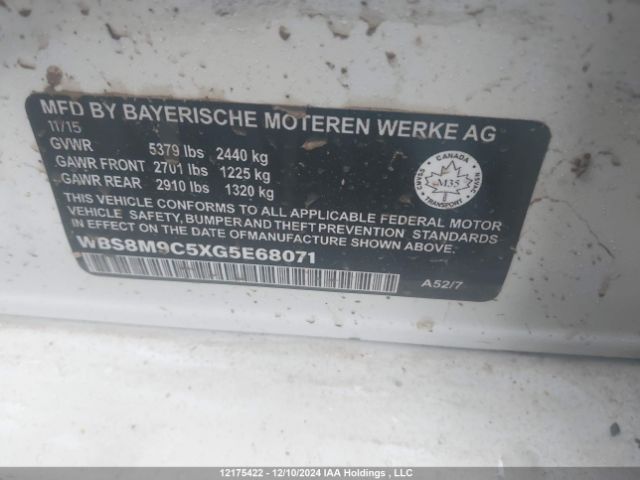 MFD BY BAYERISCHE MOTEREN WERKE AG
11/15
GVWR 5379 lbs 2440 kg
GAWR FRONT 2701 lbs 1225 kg
GAWR REAR 2910 lbs 1320 kg
THIS VEHICLE CONFORMS TO ALL APPLICABLE FEDERAL MOTOR
VEHICLE SAFETY, BUMPER AND THEFT PREVENTION STANDARDS
IN EFFECT ON THE DATE OF MANUFACTURE SHOWN ABOVE.
WBS8M9C5XG5E68071
A52/7
CANADA
M35
TRANSPORT
12175422 - 12/10/2024 IAA Holdings , LLC